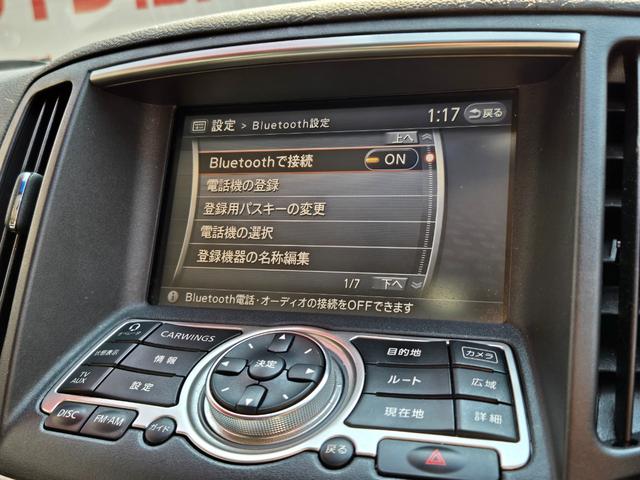 設定 > Bluetooth設定
1:17
戻る
上へ
Bluetoothで接続 ON
電話機の登録
登録用パスキーの変更
電話機の選択
登録機器の名称編集
1/7 下へ
Bluetooth電話・オーディオの接続をOFFできます
オペレータ
CARWINGS
状態表示
情報
TV
AUX
設定
DISC
FM・AM
ガイド
決定
戻る
目的地
カメラ
ルート
広域
現在地
詳細